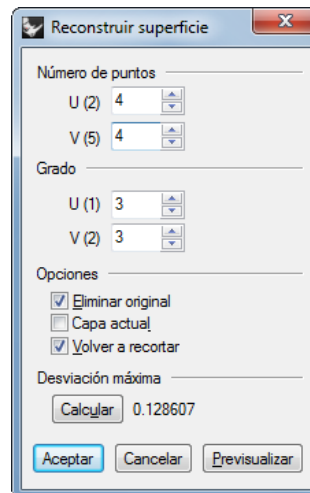 Reconstruir superficie
Número de puntos
U (2) 4
V (5) 4
Grado
U (1) 3
V (2) 3
Opciones
Eliminar original
Capa actual
Volver a recortar
Desviación máxima
Calcular 0.128607
Aceptar Cancelar Previsualizar